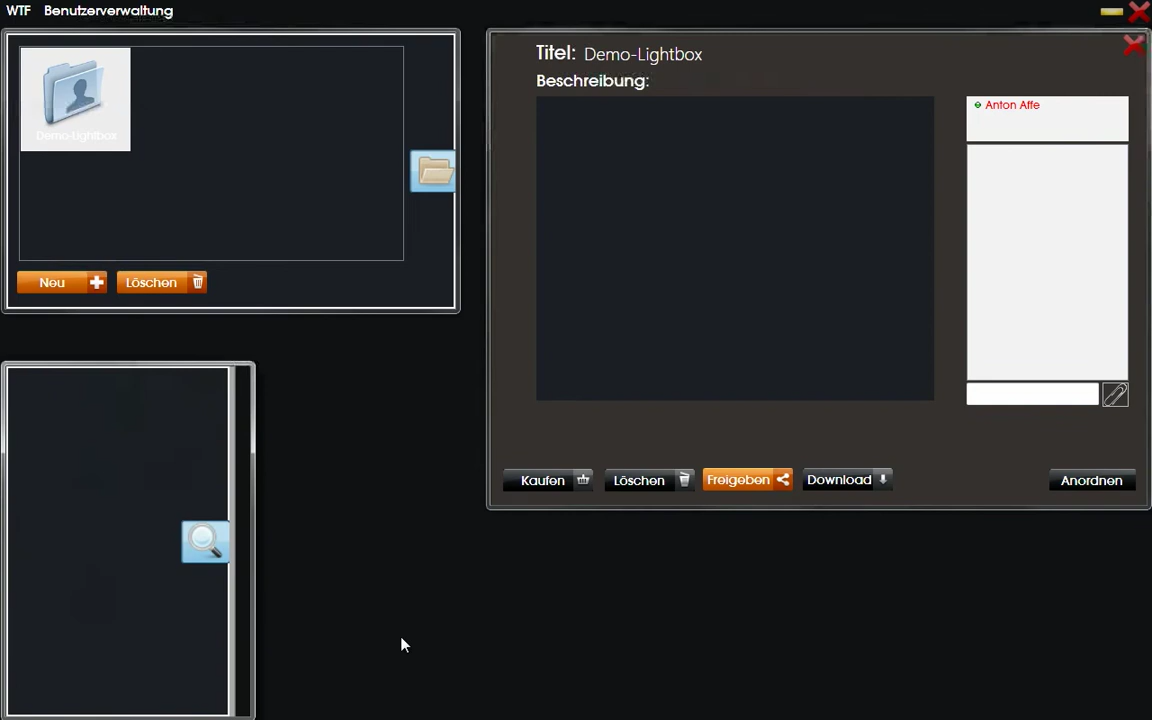 WTF Benutzerverwaltung
Demo-Lightbox
Neu
Löschen
Titel: Demo-Lightbox
Beschreibung:
Anton Affe
Kaufen
Löschen
Freigeben
Download
Anordnen